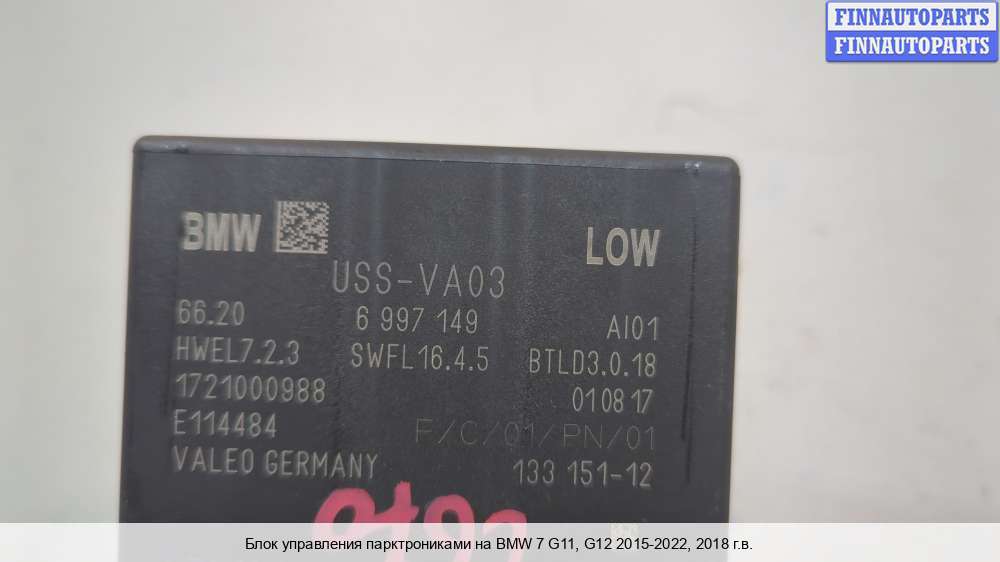 FINNAUTOPARTS
FINNAUTOPARTS
BMW
LOW
USS-VA03
66.20 6 997 149 AI01
HWEL7.2.3 SWFL16.4.5 BTLD3.0.18
1721000988 010817
E114484 F/C/01/PN/01
VALEO GERMANY 133 151-12
Блок управления парктрониками на BMW 7 G11, G12 2015-2022, 2018 г.в.